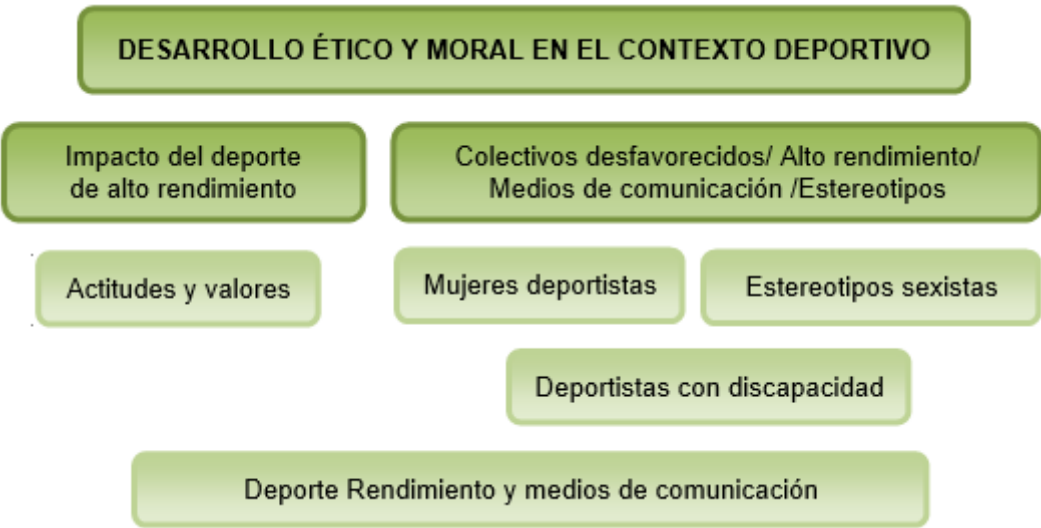 DESARROLLO ÉTICO Y MORAL EN EL CONTEXTO DEPORTIVO
Impacto del deporte
de alto rendimiento
Colectivos desfavorecidos/ Alto rendimiento/
Medios de comunicación /Estereotipos
Actitudes y valores
Mujeres deportistas
Estereotipos sexistas
Deportistas con discapacidad
Deporte Rendimiento y medios de comunicación